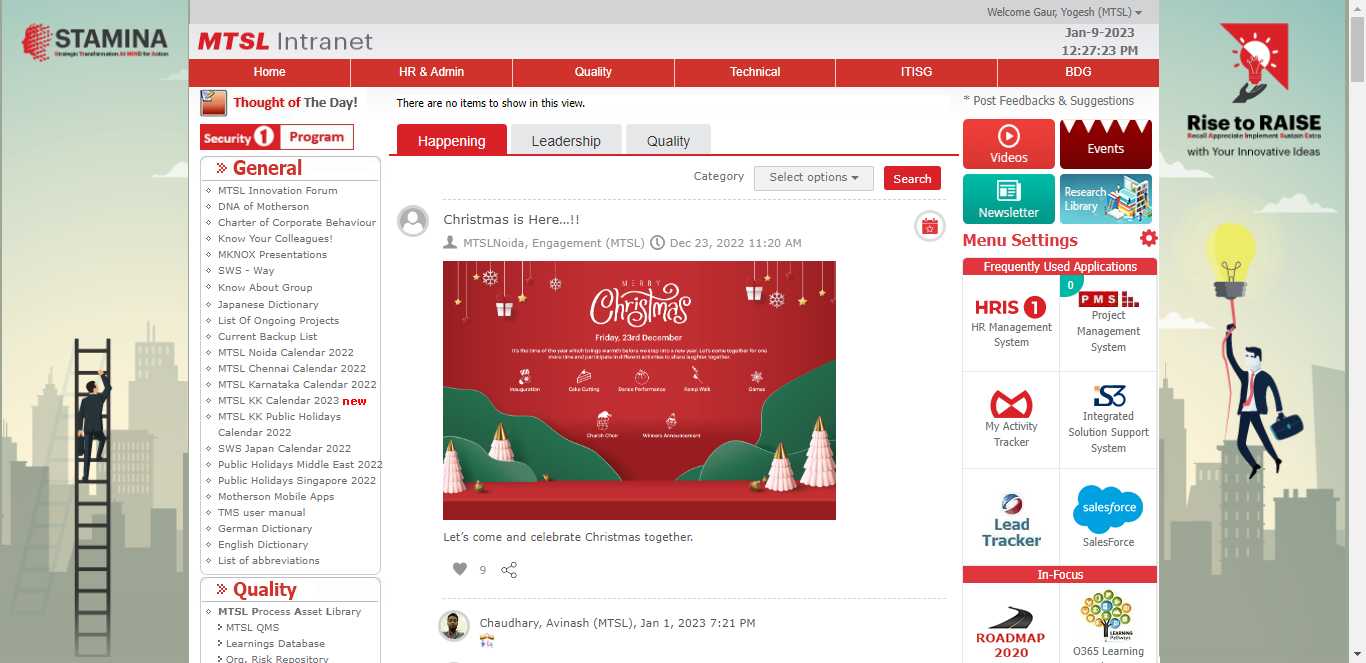 STAMINA
Strategic Transformation At MIND for Action
Welcome Gaur, Yogesh (MTSL)
MTSL Intranet
Jan-9-2023
12:27:23 PM
Home
HR & Admin
Quality
Technical
ITISG
BDG
Rise to RAISE
Recall Appreciate Implement Sustain Extra
with Your Innovative Ideas
Thought of The Day!
There are no items to show in this view.
* Post Feedbacks & Suggestions
Security 1 Program
General
MTSL Innovation Forum
DNA of Motherson
Charter of Corporate Behaviour
Know Your Colleagues!
MKNOX Presentations
SWS - Way
Know About Group
Japanese Dictionary
List Of Ongoing Projects
Current Backup List
MTSL Noida Calendar 2022
MTSL Chennai Calendar 2022
MTSL Karnataka Calendar 2022
MTSL KK Calendar 2023 new
MTSL KK Public Holidays
Calendar 2022
SWS Japan Calendar 2022
Public Holidays Middle East 2022
Public Holidays Singapore 2022
Motherson Mobile Apps
TMS user manual
German Dictionary
English Dictionary
List of abbreviations
Quality
MTSL Process Asset Library
MTSL QMS
Learnings Database
Org. Risk Repository
Happening
Leadership
Quality
Category
Select options
Search
Christmas is Here...!!
MTSLNoida, Engagement (MTSL) Dec 23, 2022 11:20 AM
MERRY
Christmas
Friday, 23rd December
It's the time of the year which brings warmth before we step into a new year. Let's come together for one
more time and participate in different activities to share laughter together.
Inauguration
Cake Cutting
Dance Performance
Ramp Walk
Games
Church Choir
Winners Announcement
Let's come and celebrate Christmas together.
9
Chaudhary, Avinash (MTSL), Jan 1, 2023 7:21 PM
Videos
Events
Newsletter
Research
Library
Menu Settings
Frequently Used Applications
HRIS 1
HR Management
System
0
PMS
Project
Management
System
My Activity
Tracker
iS3
Integrated
Solution Support
System
Lead
Tracker
salesforce
SalesForce
In-Focus
ROADMAP
2020
LEARNING
Pathways
O365 Learning